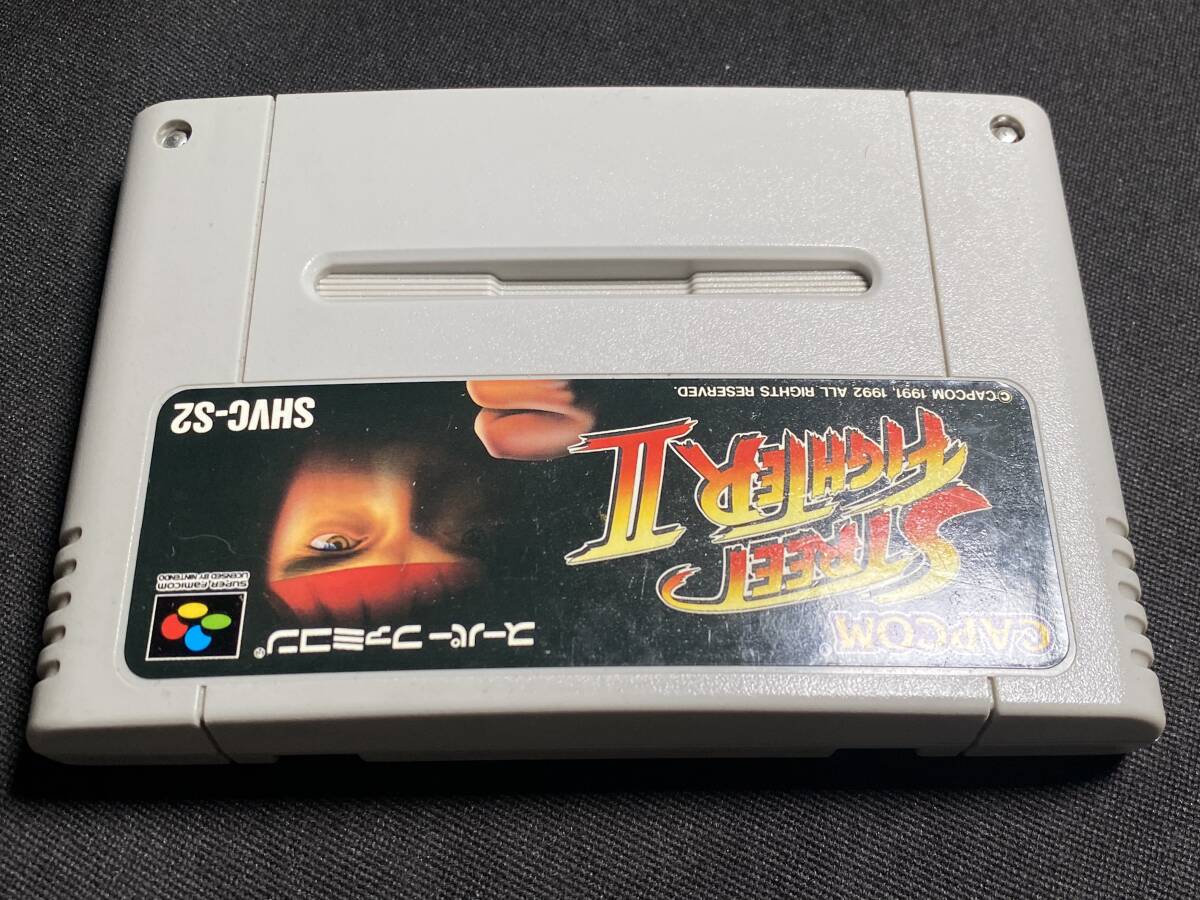 CAPCOM®
スーパーファミコン®
STREET
FIGHTER II
SUPER FAMICOM
LICENSED BY NINTENDO
©CAPCOM 1991, 1992 ALL RIGHTS RESERVED.
SHVC-S2